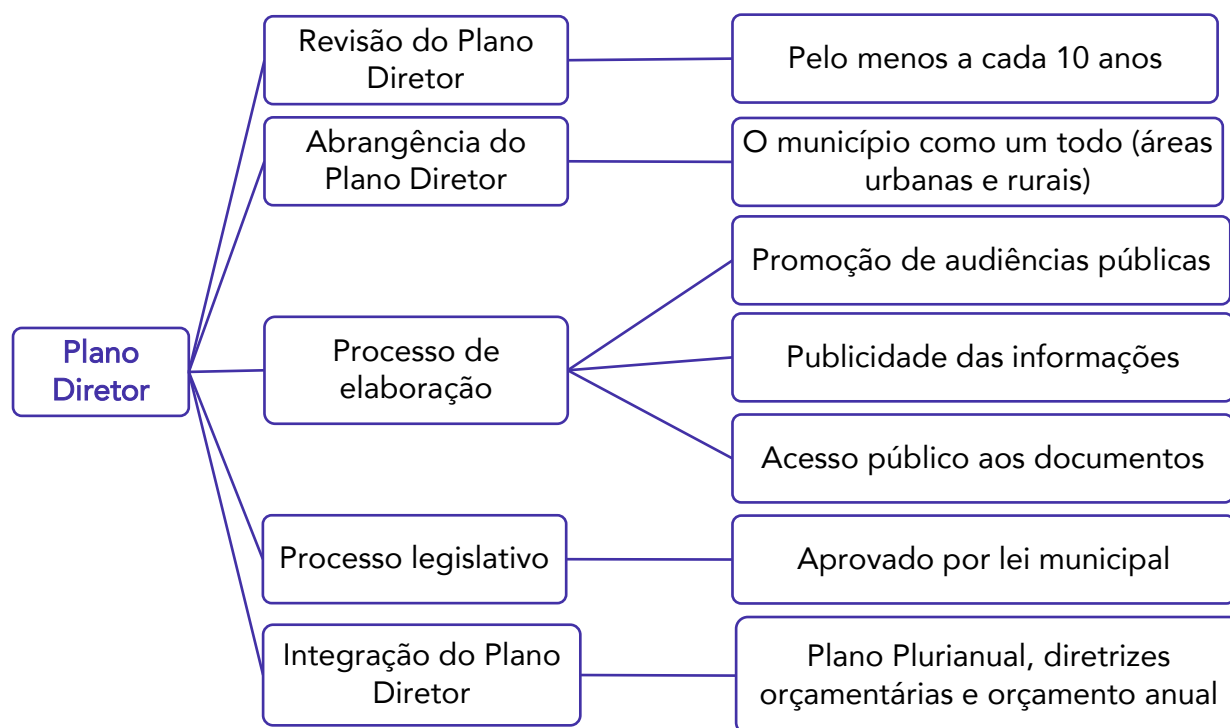 Plano
Diretor
Revisão do Plano
Diretor
Pelo menos a cada 10 anos
Abrangência do
Plano Diretor
O município como um todo (áreas
urbanas e rurais)
Processo de
elaboração
Promoção de audiências públicas
Publicidade das informações
Acesso público aos documentos
Processo legislativo
Aprovado por lei municipal
Integração do Plano
Diretor
Plano Plurianual, diretrizes
orçamentárias e orçamento anual